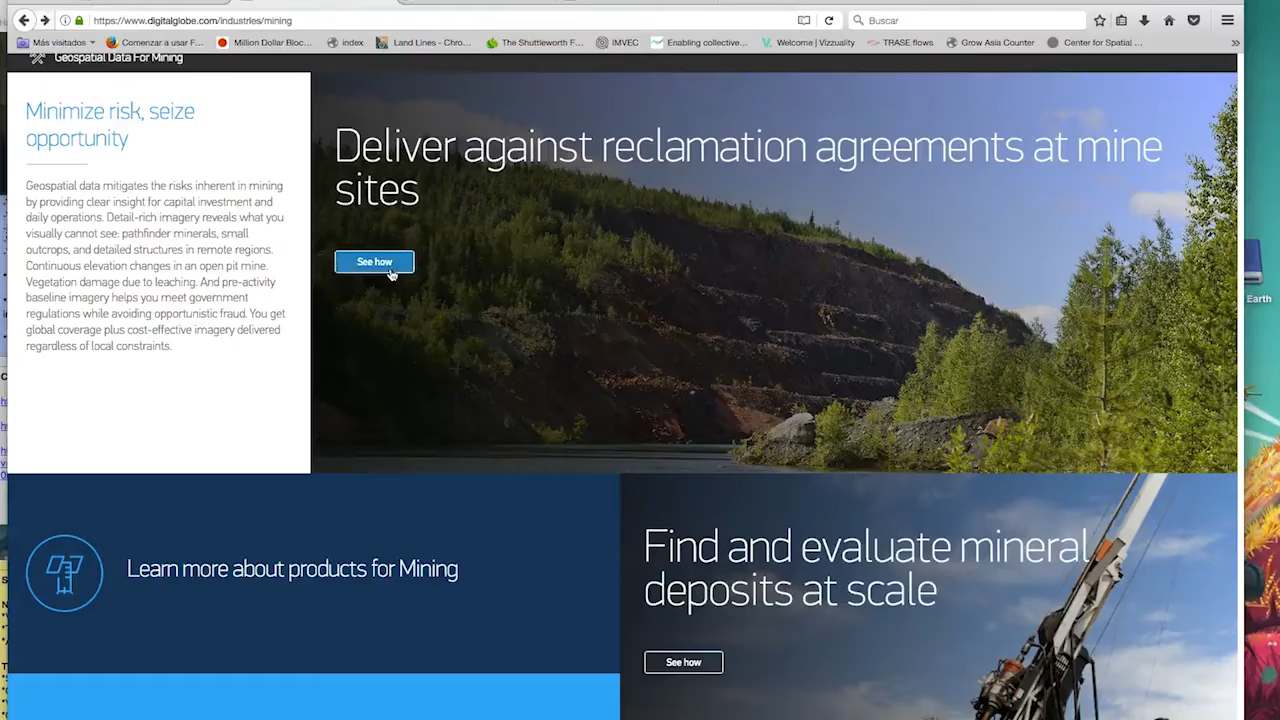 https://www.digitalglobe.com/industries/mining
Buscar
Más visitados
Comenzar a usar F...
Million Dollar Bloc...
index
Land Lines - Chro...
The Shuttleworth F...
IMVEC
Enabling collective...
Welcome | Vizzuality
TRASE flows
Grow Asia Counter
Center for Spatial ...
Geospatial Data For Mining
Minimize risk, seize
opportunity
Geospatial data mitigates the risks inherent in mining
by providing clear insight for capital investment and
daily operations. Detail-rich imagery reveals what you
visually cannot see: pathfinder minerals, small
outcrops, and detailed structures in remote regions.
Continuous elevation changes in an open pit mine.
Vegetation damage due to leaching. And pre-activity
baseline imagery helps you meet government
regulations while avoiding opportunistic fraud. You get
global coverage plus cost-effective imagery delivered
regardless of local constraints.
Deliver against reclamation agreements at mine
sites
See how
Earth
Learn more about products for Mining
Find and evaluate mineral
deposits at scale
See how